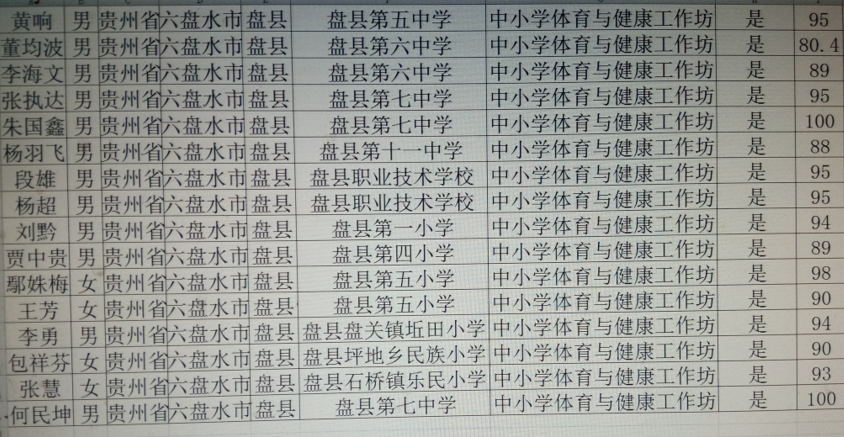 黄响 男 贵州省 六盘水市 盘县 盘县第五中学 中小学体育与健康工作坊 是 95
董均波 男 贵州省 六盘水市 盘县 盘县第六中学 中小学体育与健康工作坊 是 80.4
李海文 男 贵州省 六盘水市 盘县 盘县第六中学 中小学体育与健康工作坊 是 89
张执达 男 贵州省 六盘水市 盘县 盘县第七中学 中小学体育与健康工作坊 是 95
朱国鑫 男 贵州省 六盘水市 盘县 盘县第七中学 中小学体育与健康工作坊 是 100
杨羽飞 男 贵州省 六盘水市 盘县 盘县第十一中学 中小学体育与健康工作坊 是 88
段雄 男 贵州省 六盘水市 盘县 盘县职业技术学校 中小学体育与健康工作坊 是 95
杨超 男 贵州省 六盘水市 盘县 盘县职业技术学校 中小学体育与健康工作坊 是 95
刘黔 男 贵州省 六盘水市 盘县 盘县第一小学 中小学体育与健康工作坊 是 94
贾中贵 男 贵州省 六盘水市 盘县 盘县第四小学 中小学体育与健康工作坊 是 89
鄢姝梅 女 贵州省 六盘水市 盘县 盘县第五小学 中小学体育与健康工作坊 是 98
王芳 女 贵州省 六盘水市 盘县 盘县第五小学 中小学体育与健康工作坊 是 90
李勇 男 贵州省 六盘水市 盘县 盘县盘关镇坵田小学 中小学体育与健康工作坊 是 94
包祥芬 女 贵州省 六盘水市 盘县 盘县坪地乡民族小学 中小学体育与健康工作坊 是 90
张慧 女 贵州省 六盘水市 盘县 盘县石桥镇乐民小学 中小学体育与健康工作坊 是 93
何民坤 男 贵州省 六盘水市 盘县 盘县第七中学 中小学体育与健康工作坊 是 100